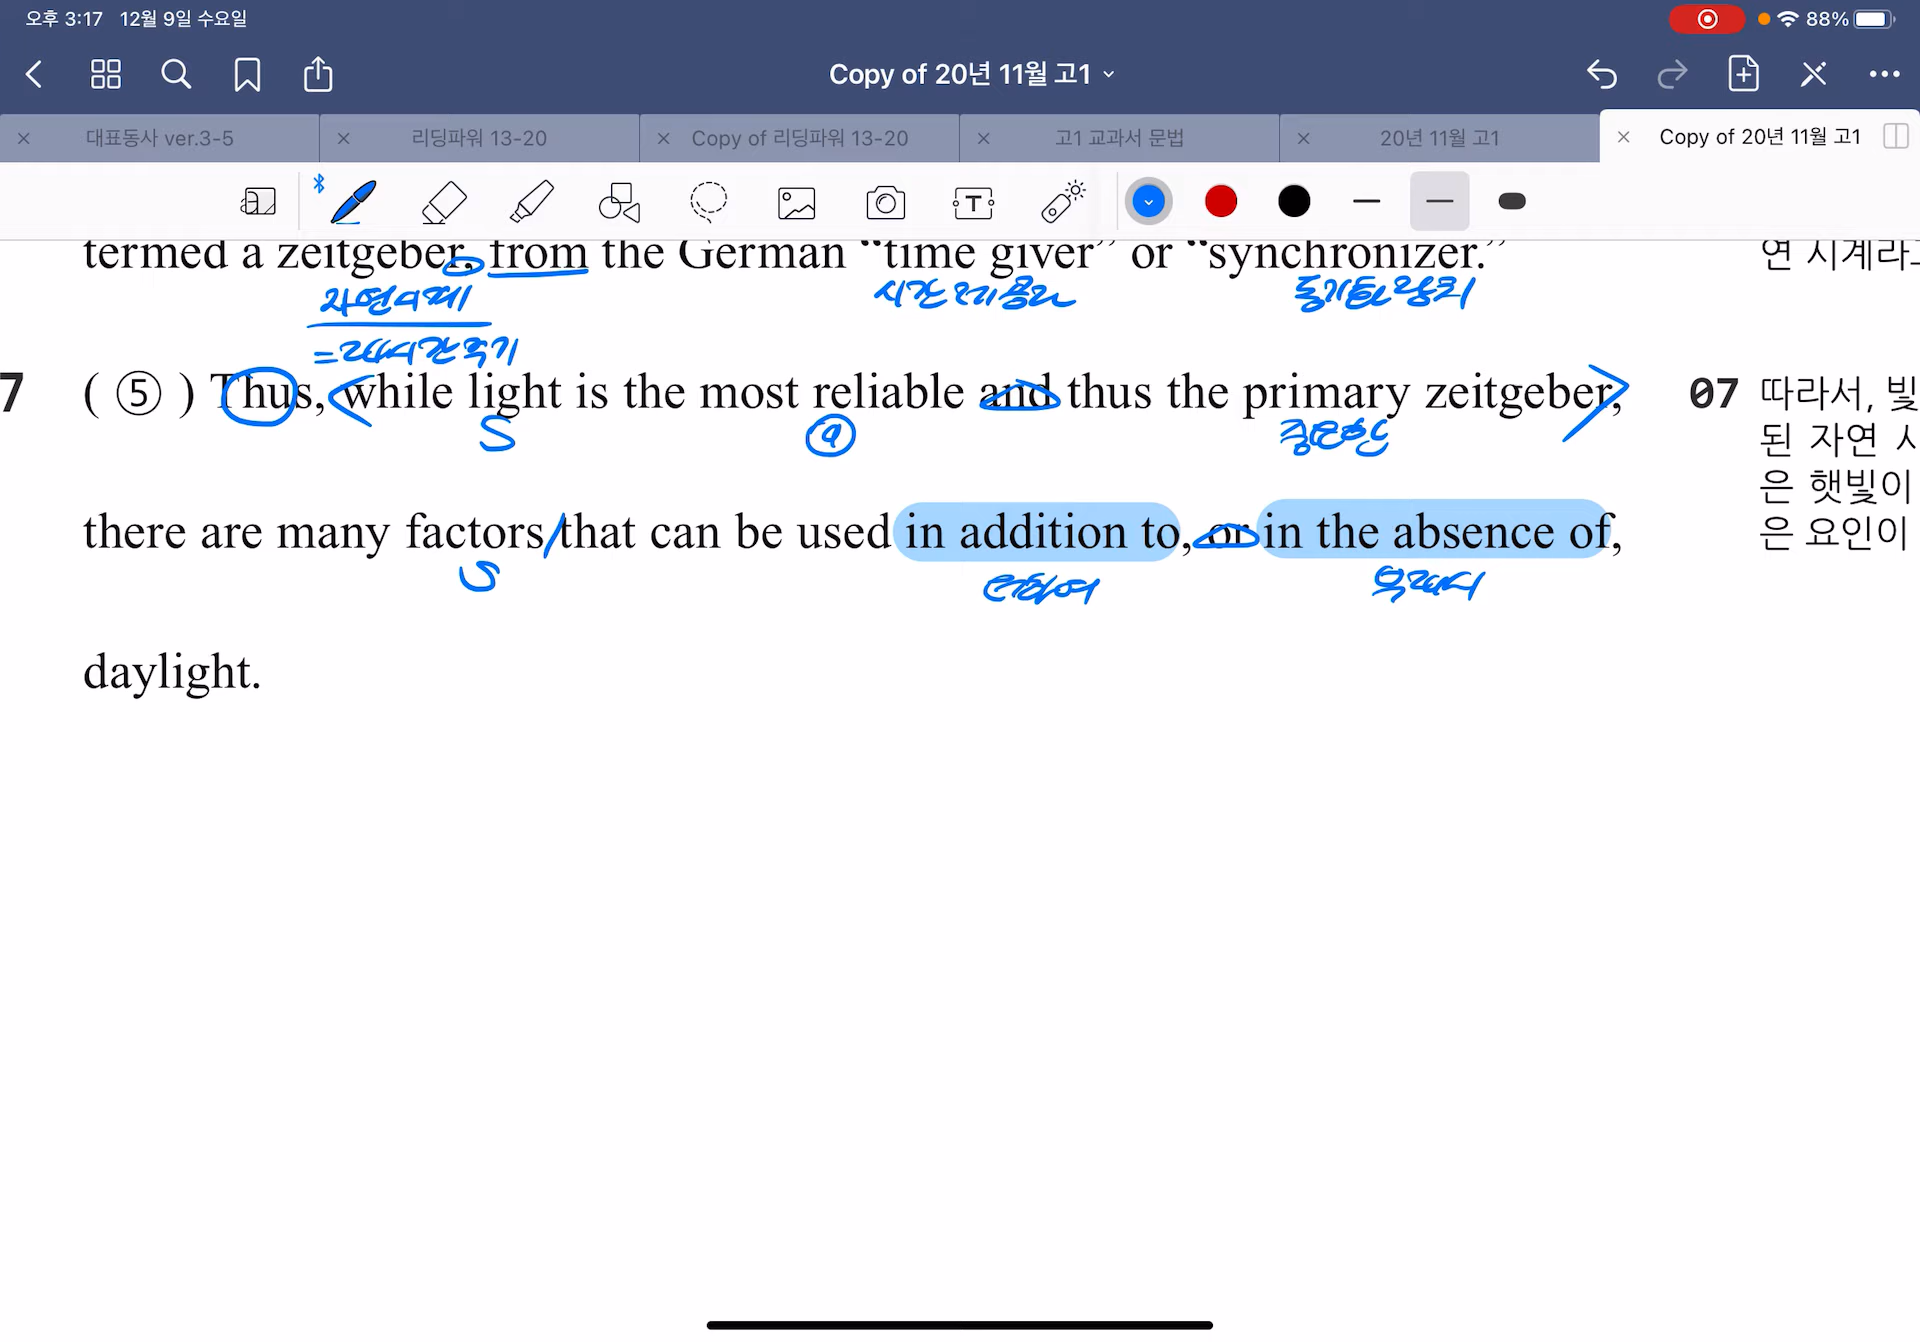 오후 3:17 12월 9일 수요일 88%
Copy of 20년 11월 고1
대표동사 ver.3-5 리딩파워 13-20 Copy of 리딩파워 13-20 고1 교과서 문법 20년 11월 고1 Copy of 20년 11월 고1
termed a zeitgeber, from the German “time giver” or “synchronizer.” 연 시계라고
자연시계 시간 제공자 동기화 장치
=24시간 주기
7 ( ⑤ ) Thus, while light is the most reliable and thus the primary zeitgeber, 07 따라서, 빛
S ⓐ 중요한 된 자연 시
은 햇빛이
there are many factors/that can be used in addition to, or in the absence of, 은 요인이
S 더하여 부재시
daylight.